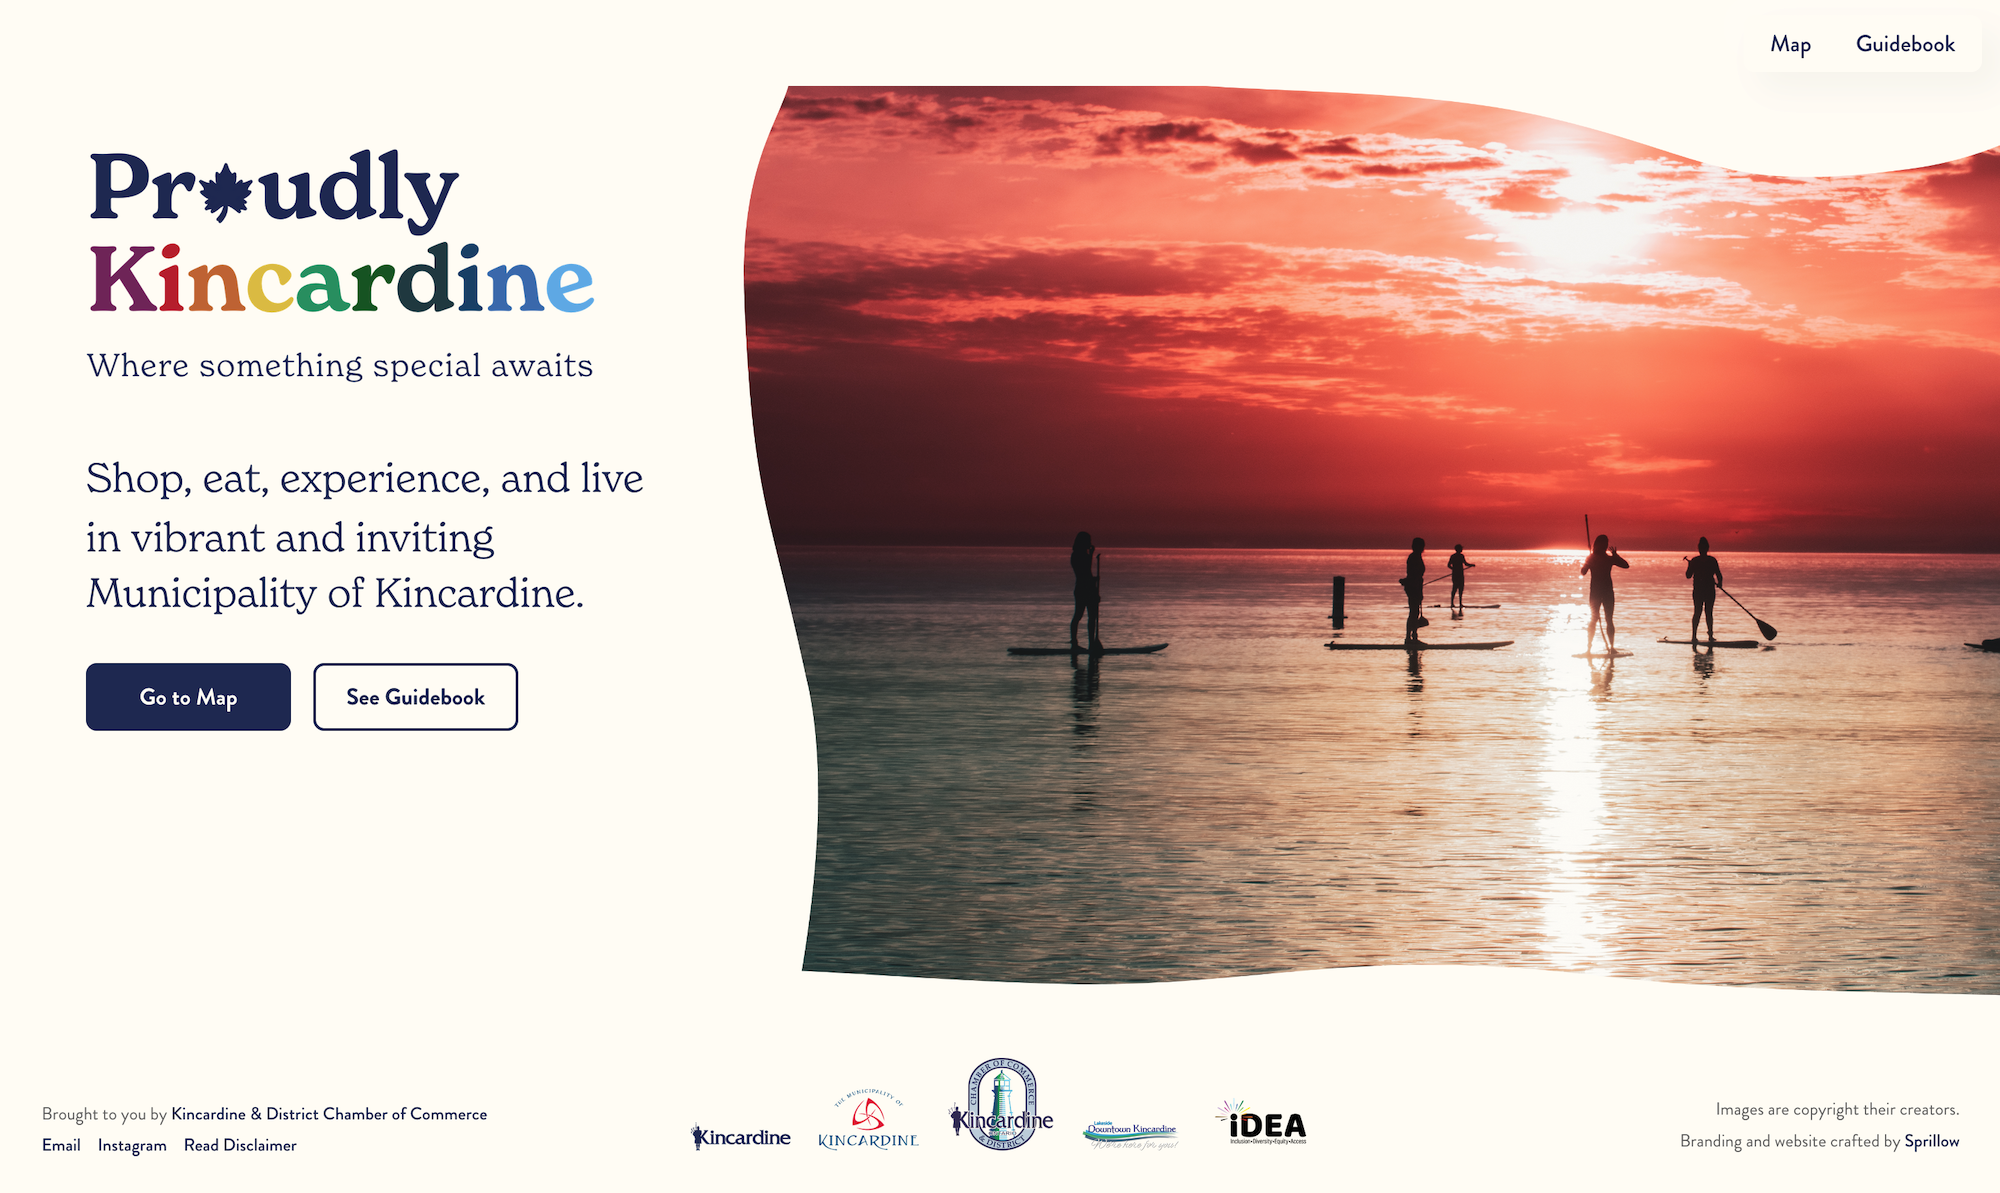 Map Guidebook
Proudly
Kincardine
Where something special awaits
Shop, eat, experience, and live
in vibrant and inviting
Municipality of Kincardine.
Go to Map See Guidebook
Brought to you by Kincardine & District Chamber of Commerce
Email Instagram Read Disclaimer
Kincardine
THE MUNICIPALITY OF
KINCARDINE
CHAMBER OF COMMERCE
Kincardine
& DISTRICT
Lakeside
Downtown Kincardine
We're here for you!
iDEA
Inclusion•Diversity•Equity•Access
Images are copyright their creators.
Branding and website crafted by Sprillow